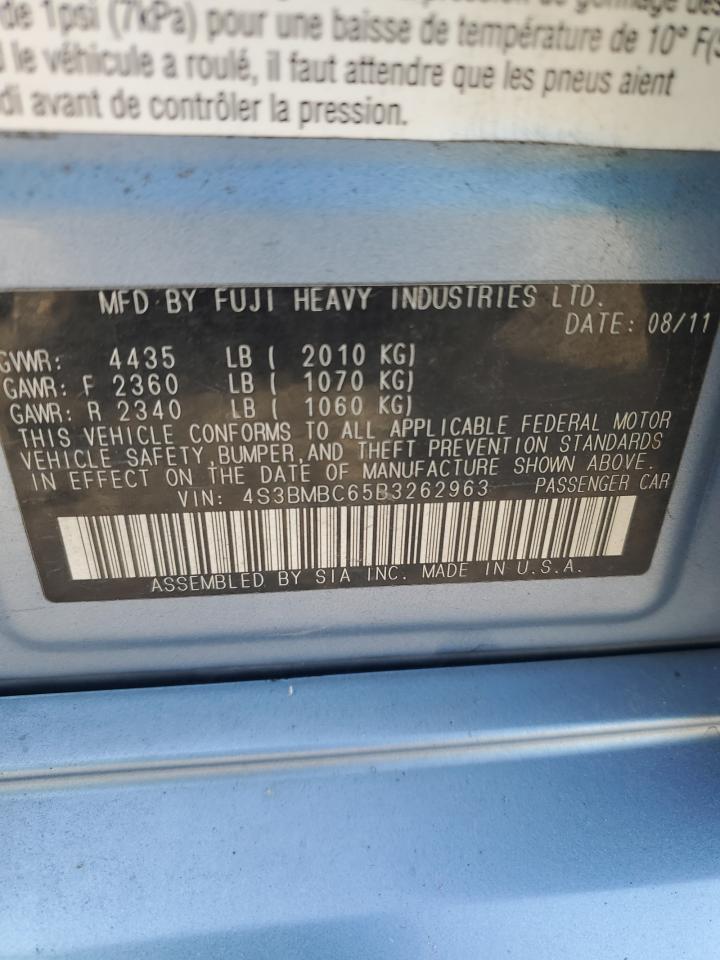 de 1psi (7kPa) pour une baisse de température de 10° F(5
le véhicule a roulé, il faut attendre que les pneus aient
di avant de contrôler la pression.
MFD BY FUJI HEAVY INDUSTRIES LTD.
DATE: 08/11
GVWR: 4435 LB ( 2010 KG)
GAWR: F 2360 LB ( 1070 KG)
GAWR: R 2340 LB ( 1060 KG)
THIS VEHICLE CONFORMS TO ALL APPLICABLE FEDERAL MOTOR
VEHICLE SAFETY, BUMPER, AND THEFT PREVENTION STANDARDS
IN EFFECT ON THE DATE OF MANUFACTURE SHOWN ABOVE.
VIN: 4S3BMBC65B3262963 PASSENGER CAR
ASSEMBLED BY SIA INC. MADE IN U.S.A.